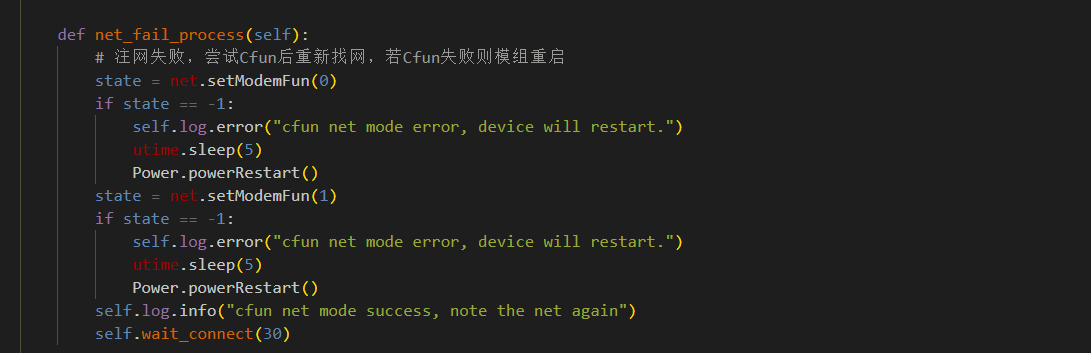 def net_fail_process(self):
# 注网失败，尝试Cfun后重新找网，若Cfun失败则模组重启
state = net.setModemFun(0)
if state == -1:
self.log.error("cfun net mode error, device will restart.")
utime.sleep(5)
Power.powerRestart()
state = net.setModemFun(1)
if state == -1:
self.log.error("cfun net mode error, device will restart.")
utime.sleep(5)
Power.powerRestart()
self.log.info("cfun net mode success, note the net again")
self.wait_connect(30)